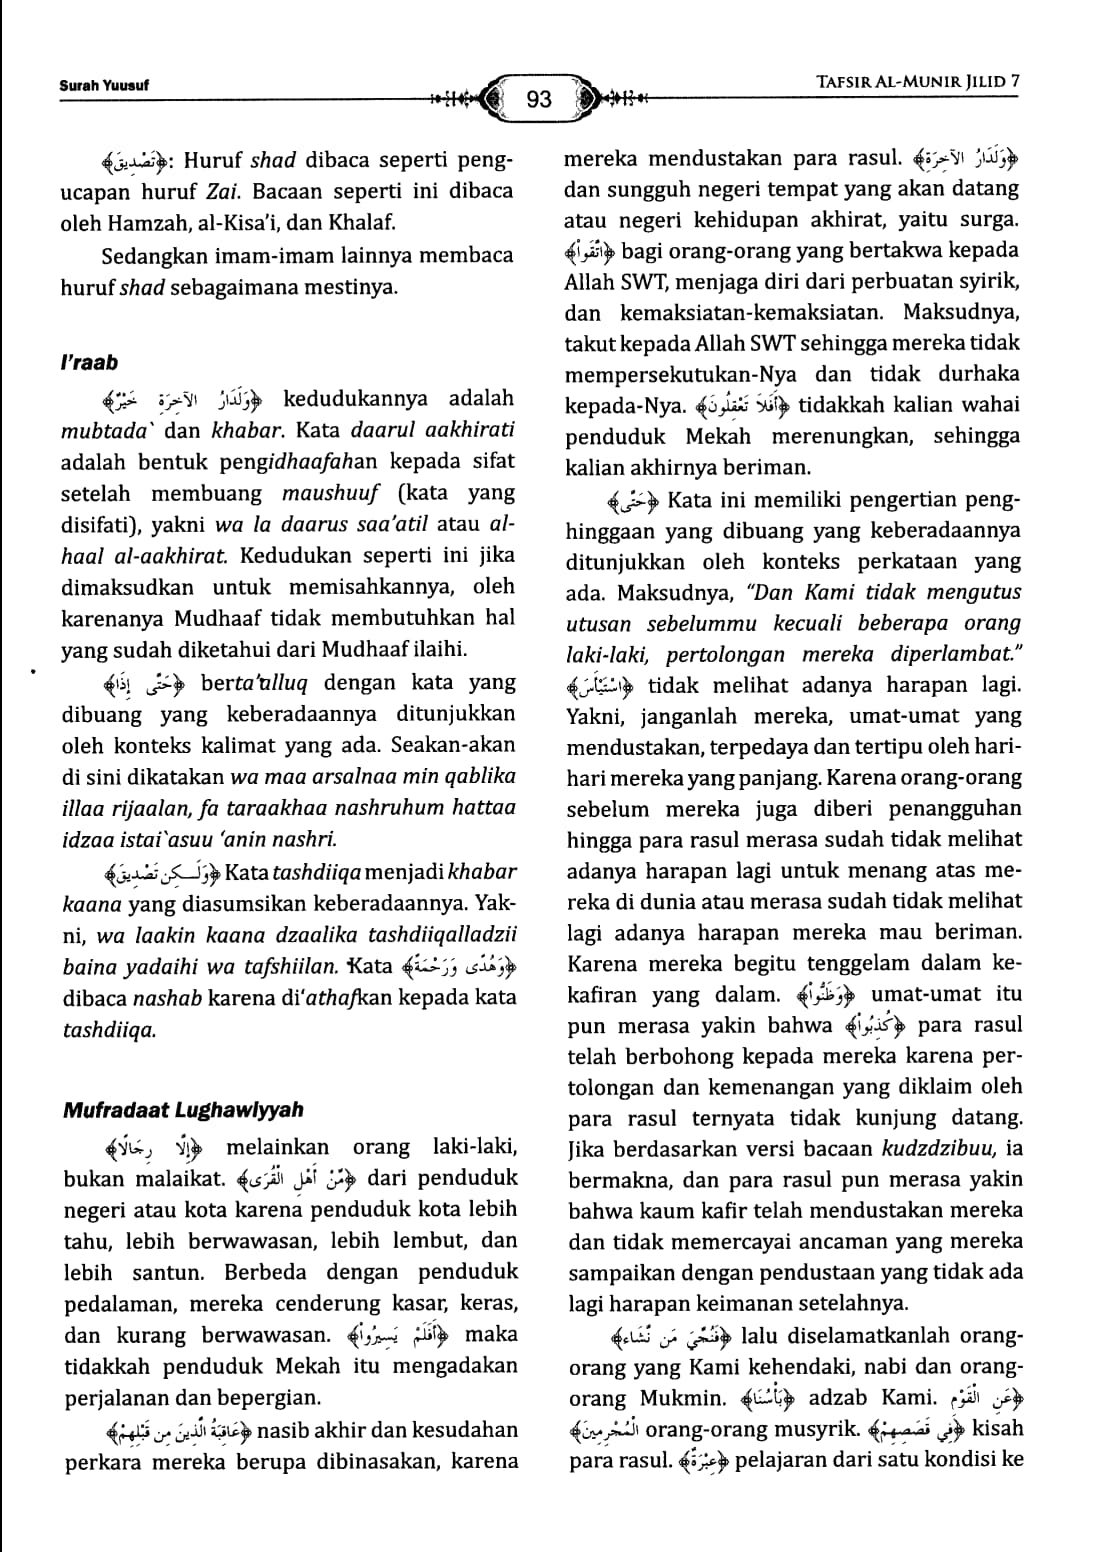 Surah Yuusuf
93
TAFSIR AL-MUNIR JILID 7
﴿تَصْدِيقَ﴾: Huruf shad dibaca seperti peng-
ucapan huruf Zai. Bacaan seperti ini dibaca
oleh Hamzah, al-Kisa'i, dan Khalaf.
Sedangkan imam-imam lainnya membaca
huruf shad sebagaimana mestinya.
I'raab
﴿وَلَدَارُ الآخِرَةِ خَيْرٌ﴾ kedudukannya adalah
mubtada` dan khabar. Kata daarul aakhirati
adalah bentuk pengidhaafahan kepada sifat
setelah membuang maushuuf (kata yang
disifati), yakni wa la daarus saa'atil atau al-
haal al-aakhirat. Kedudukan seperti ini jika
dimaksudkan untuk memisahkannya, oleh
karenanya Mudhaaf tidak membutuhkan hal
yang sudah diketahui dari Mudhaaf ilaihi.
﴿حَتَّى إِذَا﴾ berta'alluq dengan kata yang
dibuang yang keberadaannya ditunjukkan
oleh konteks kalimat yang ada. Seakan-akan
di sini dikatakan wa maa arsalnaa min qablika
illaa rijaalan, fa taraakhaa nashruhum hattaa
idzaa istai`asuu 'anin nashri.
﴿وَلَـكِن تَصْدِيقَ﴾ Kata tashdiiqa menjadi khabar
kaana yang diasumsikan keberadaannya. Yak-
ni, wa laakin kaana dzaalika tashdiiqalladzii
baina yadaihi wa tafshiilan. Kata ﴿وَهُدًى وَرَحْمَةً﴾
dibaca nashab karena di'athafkan kepada kata
tashdiiqa.
Mufradaat Lughawiyyah
﴿إِلَّا رِجَالًا﴾ melainkan orang laki-laki,
bukan malaikat. ﴿مِّنْ أَهْلِ الْقُرَى﴾ dari penduduk
negeri atau kota karena penduduk kota lebih
tahu, lebih berwawasan, lebih lembut, dan
lebih santun. Berbeda dengan penduduk
pedalaman, mereka cenderung kasar, keras,
dan kurang berwawasan. ﴿أَفَلَمْ يَسِيرُواْ﴾ maka
tidakkah penduduk Mekah itu mengadakan
perjalanan dan bepergian.
﴿عَاقِبَةُ الَّذِينَ مِن قَبْلِهِمْ﴾ nasib akhir dan kesudahan
perkara mereka berupa dibinasakan, karena
mereka mendustakan para rasul. ﴿وَلَدَارُ الآخِرَةِ﴾
dan sungguh negeri tempat yang akan datang
atau negeri kehidupan akhirat, yaitu surga.
﴿اتَّقَواْ﴾ bagi orang-orang yang bertakwa kepada
Allah SWT, menjaga diri dari perbuatan syirik,
dan kemaksiatan-kemaksiatan. Maksudnya,
takut kepada Allah SWT sehingga mereka tidak
mempersekutukan-Nya dan tidak durhaka
kepada-Nya. ﴿أَفَلاَ تَعْقِلُونَ﴾ tidakkah kalian wahai
penduduk Mekah merenungkan, sehingga
kalian akhirnya beriman.
﴿حَتَّى﴾ Kata ini memiliki pengertian peng-
hinggaan yang dibuang yang keberadaannya
ditunjukkan oleh konteks perkataan yang
ada. Maksudnya, “Dan Kami tidak mengutus
utusan sebelummu kecuali beberapa orang
laki-laki, pertolongan mereka diperlambat.”
﴿اسْتَيْأَسَ﴾ tidak melihat adanya harapan lagi.
Yakni, janganlah mereka, umat-umat yang
mendustakan, terpedaya dan tertipu oleh hari-
hari mereka yang panjang. Karena orang-orang
sebelum mereka juga diberi penangguhan
hingga para rasul merasa sudah tidak melihat
adanya harapan lagi untuk menang atas me-
reka di dunia atau merasa sudah tidak melihat
lagi adanya harapan mereka mau beriman.
Karena mereka begitu tenggelam dalam ke-
kafiran yang dalam. ﴿وَظَنُّواْ﴾ umat-umat itu
pun merasa yakin bahwa ﴿كُذِبُواْ﴾ para rasul
telah berbohong kepada mereka karena per-
tolongan dan kemenangan yang diklaim oleh
para rasul ternyata tidak kunjung datang.
Jika berdasarkan versi bacaan kudzdzibuu, ia
bermakna, dan para rasul pun merasa yakin
bahwa kaum kafir telah mendustakan mereka
dan tidak memercayai ancaman yang mereka
sampaikan dengan pendustaan yang tidak ada
lagi harapan keimanan setelahnya.
﴿فَنُجِّيَ مَن نَّشَاء﴾ lalu diselamatkanlah orang-
orang yang Kami kehendaki, nabi dan orang-
orang Mukmin. ﴿بَأْسُنَا﴾ adzab Kami. ﴿عَنِ الْقَوْمِ
الْمُجْرِمِينَ﴾ orang-orang musyrik. ﴿فِي قَصَصِهِمْ﴾ kisah
para rasul. ﴿عِبْرَةٌ﴾ pelajaran dari satu kondisi ke